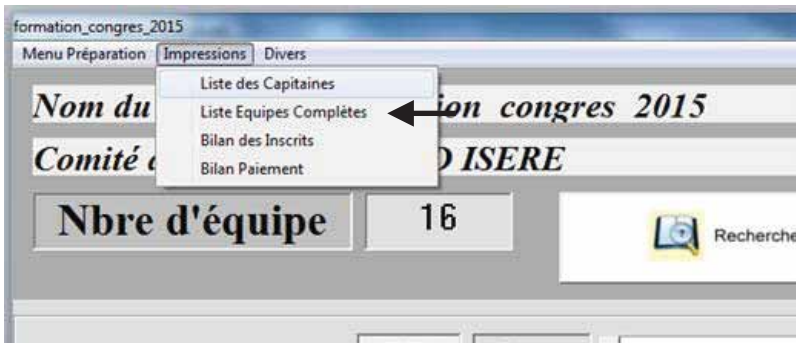 formation_congres_2015
Menu Préparation Impressions Divers
Liste des Capitaines
Nom du ion congres 2015
Liste Equipes Complètes
Bilan des Inscrits
Comité ISERE
Bilan Paiement
Nbre d'équipe 16
Recherche